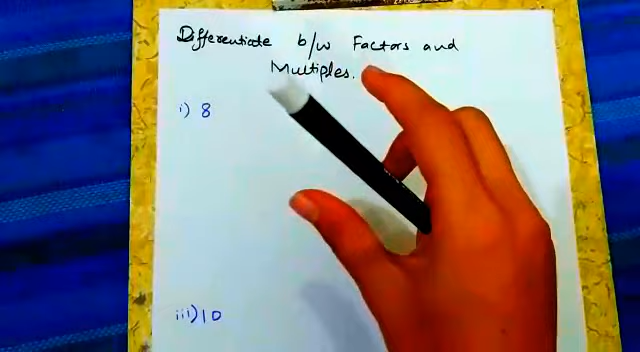 Differentiate b/w Factors and
Multiples.
i) 8
iii) 10